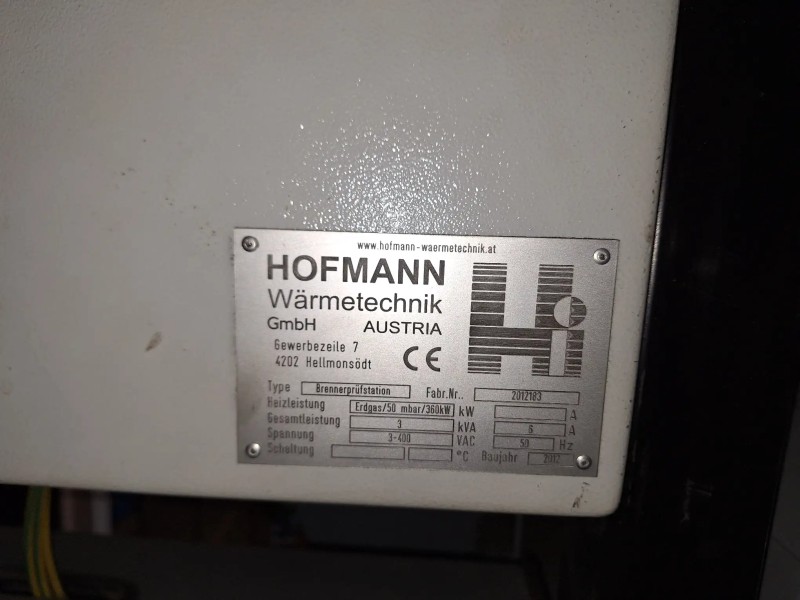 www.hofmann-waermetechnik.at
HOFMANN
Wärmetechnik
GmbH AUSTRIA
Gewerbezeile 7
4202 Hellmonsödt
CE
Hi
Type Brennerprüfstation Fabr.Nr.. 2012183
Heizleistung Erdgas/50 mbar/360kW kW A
Gesamtleistung 3 kVA 6 A
Spannung 3-400 VAC 50 Hz
Schaltung °C Baujahr 2012